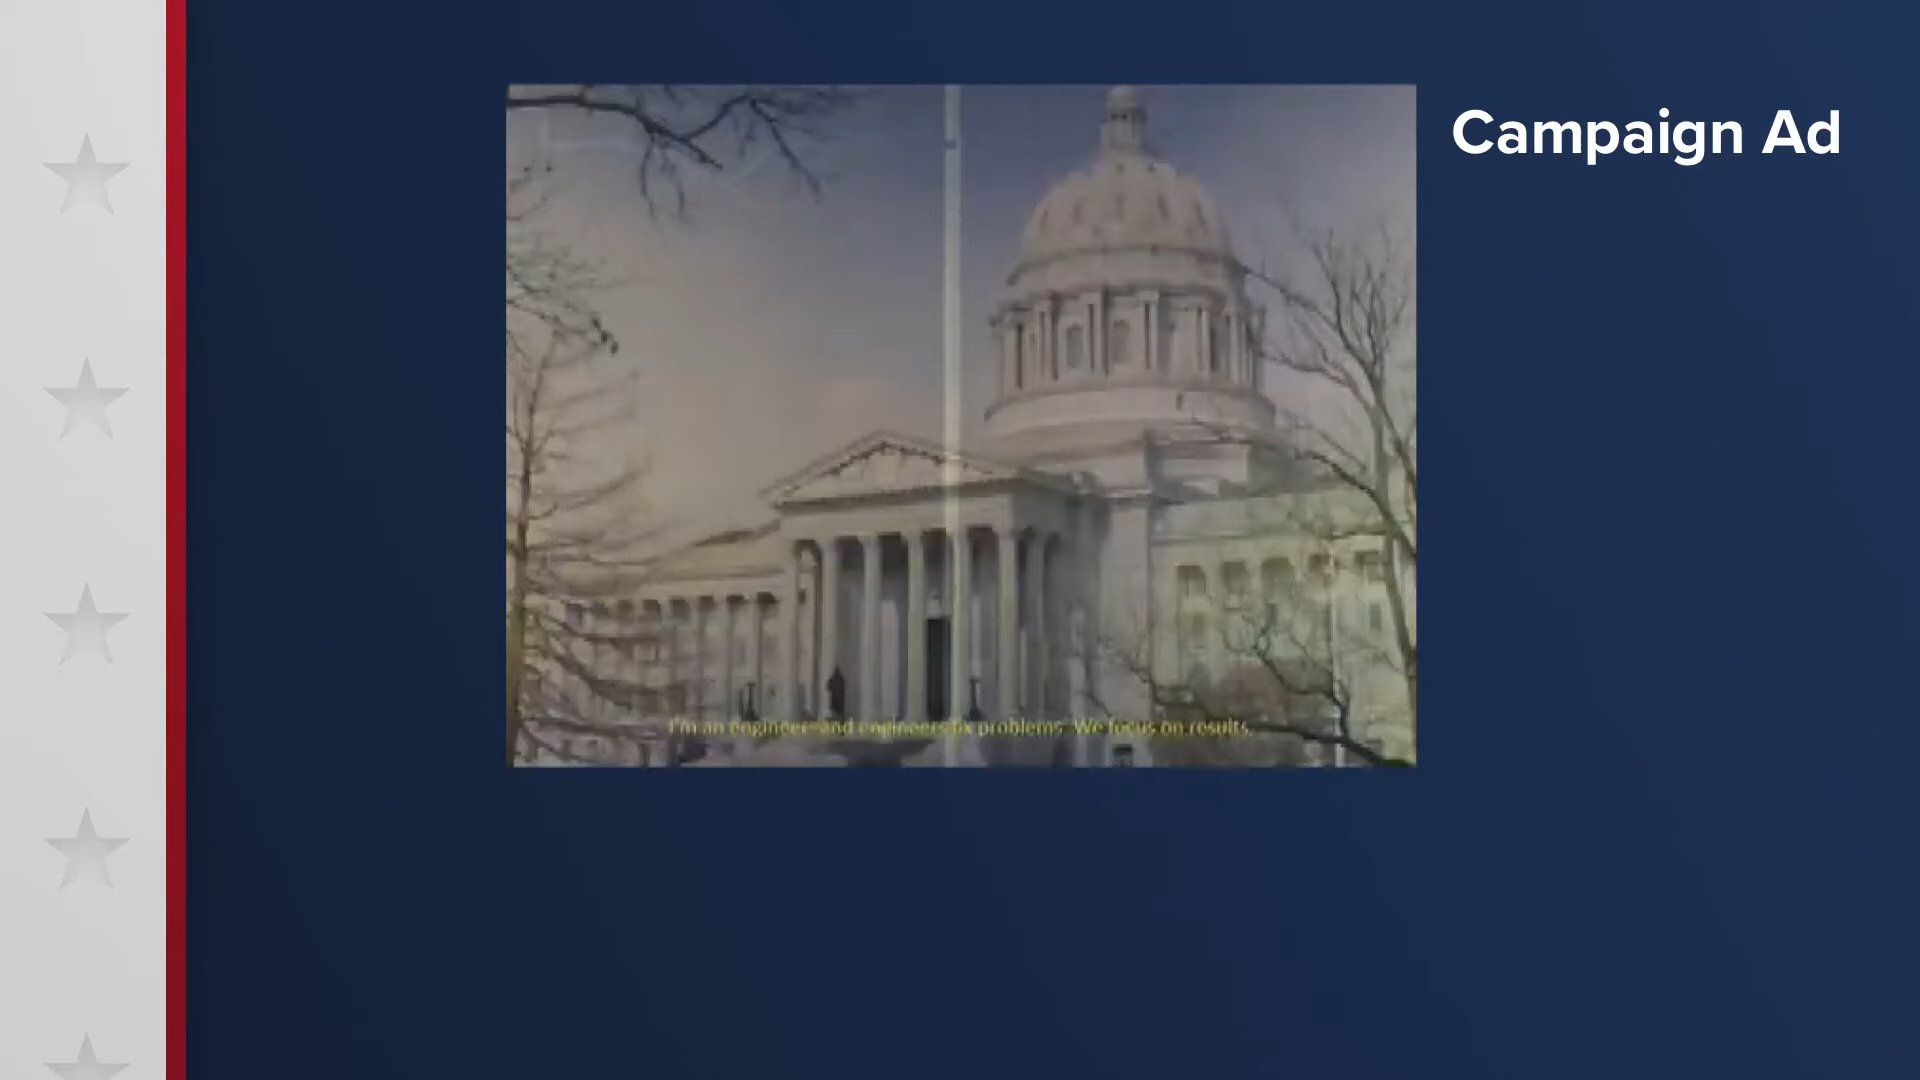 Campaign Ad
I'm an engineer and engineers fix problems. We focus on results.